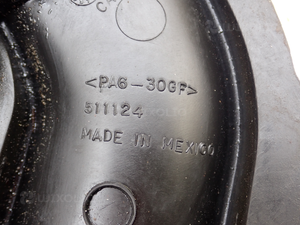 C
<PA6-30GF>
511124
MADE IN MEXICO